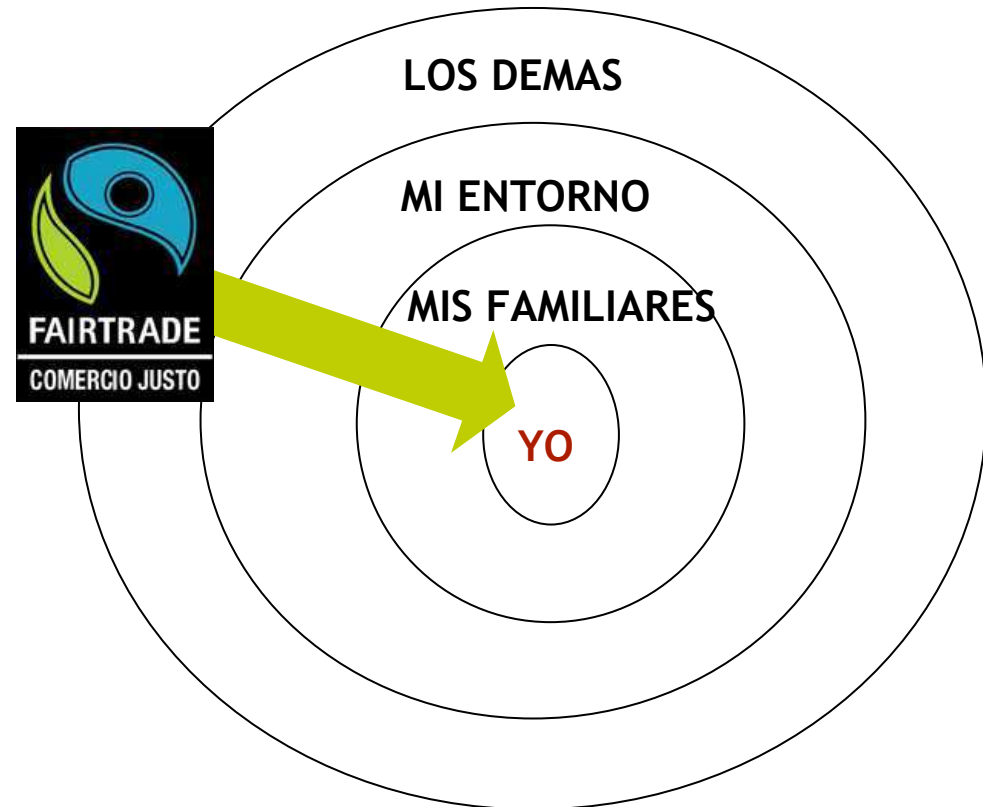 LOS DEMAS
MI ENTORNO
MIS FAMILIARES
FAIRTRADE
COMERCIO JUSTO
YO